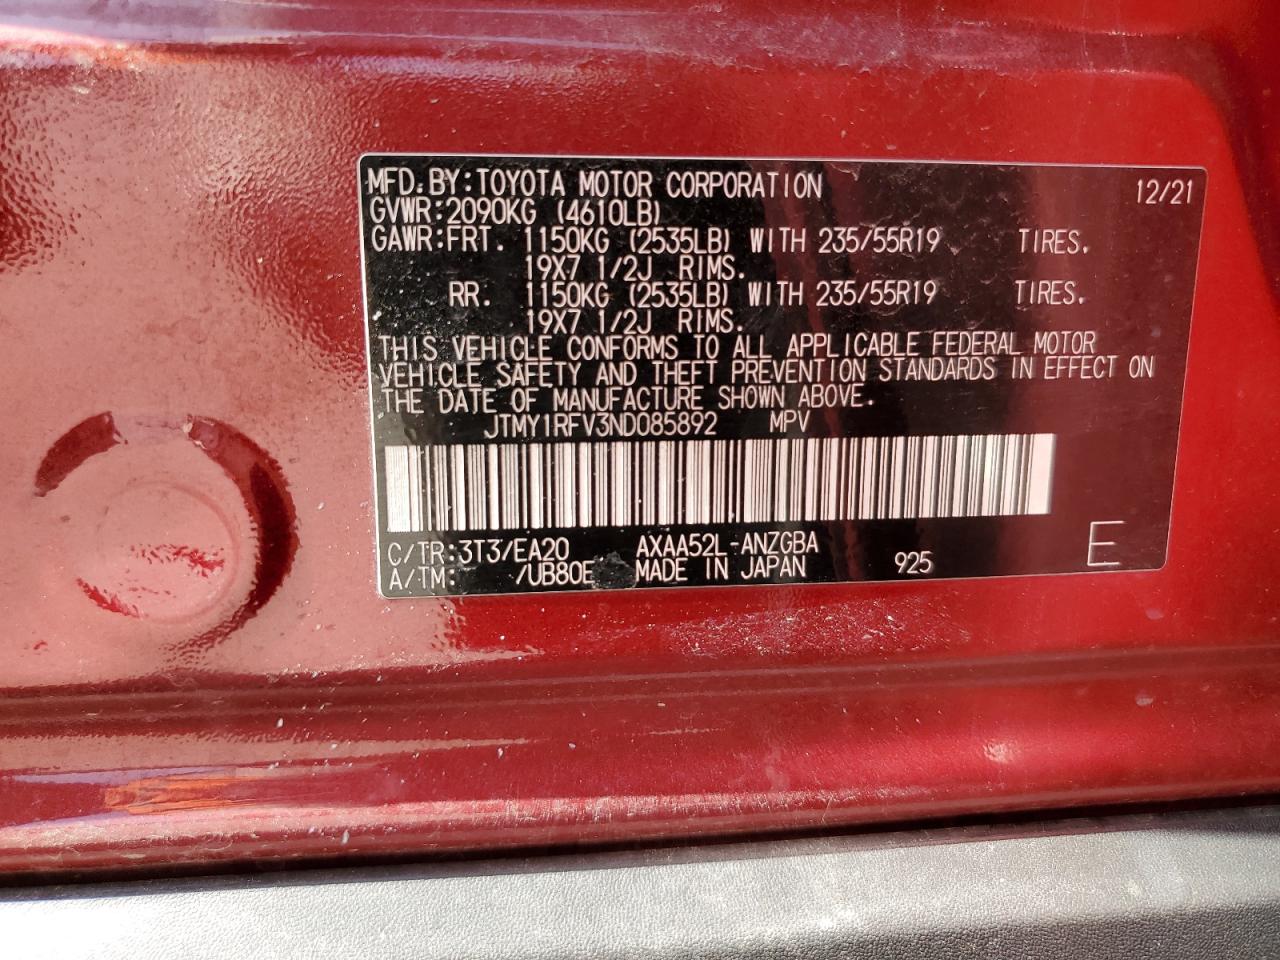 MFD. BY: TOYOTA MOTOR CORPORATION 12/21
GVWR: 2090KG (4610LB)
GAWR: FRT. 1150KG (2535LB) WITH 235/55R19 TIRES.
19X7 1/2J RIMS.
RR. 1150KG (2535LB) WITH 235/55R19 TIRES.
19X7 1/2J RIMS.
THIS VEHICLE CONFORMS TO ALL APPLICABLE FEDERAL MOTOR
VEHICLE SAFETY AND THEFT PREVENTION STANDARDS IN EFFECT ON
THE DATE OF MANUFACTURE SHOWN ABOVE.
JTMY1RFV3ND085892 MPV
C/TR: 3T3/EA20 AXAA52L-ANZGBA
A/TM: /UB80E MADE IN JAPAN 925 E